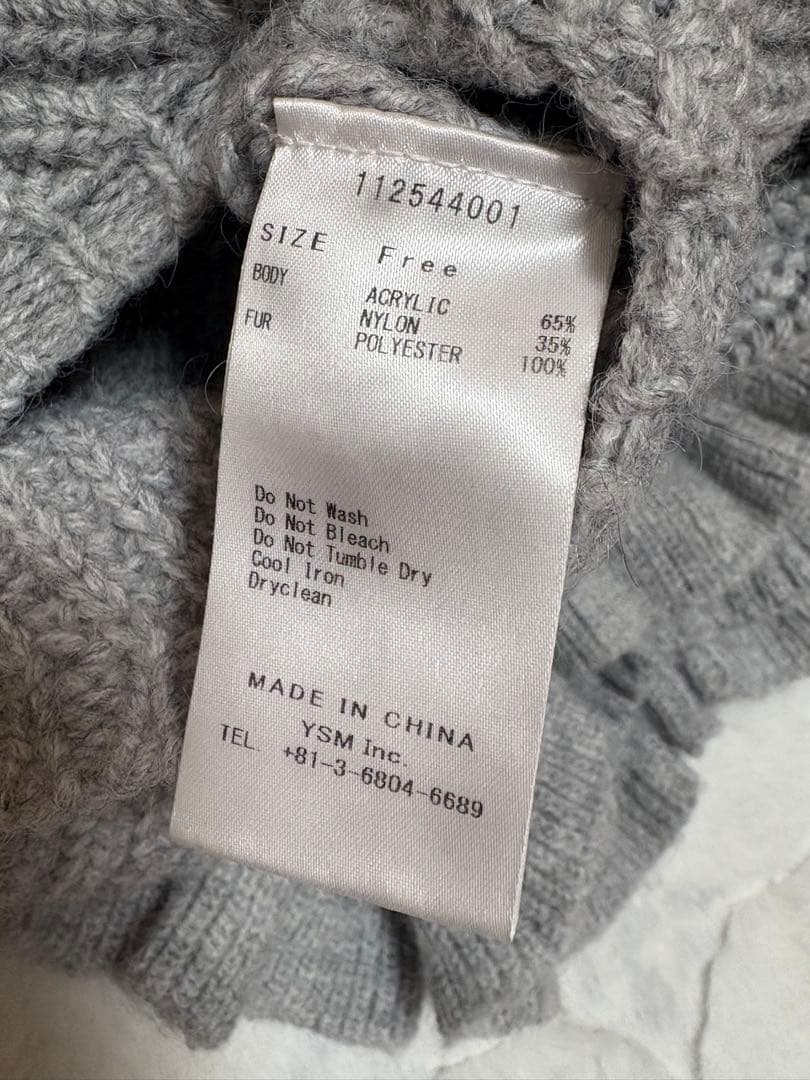 112544001
SIZE Free
BODY ACRYLIC 65%
NYLON 35%
FUR POLYESTER 100%
Do Not Wash
Do Not Bleach
Do Not Tumble Dry
Cool Iron
Dryclean
MADE IN CHINA
YSM Inc.
TEL. +81-3-6804-6689